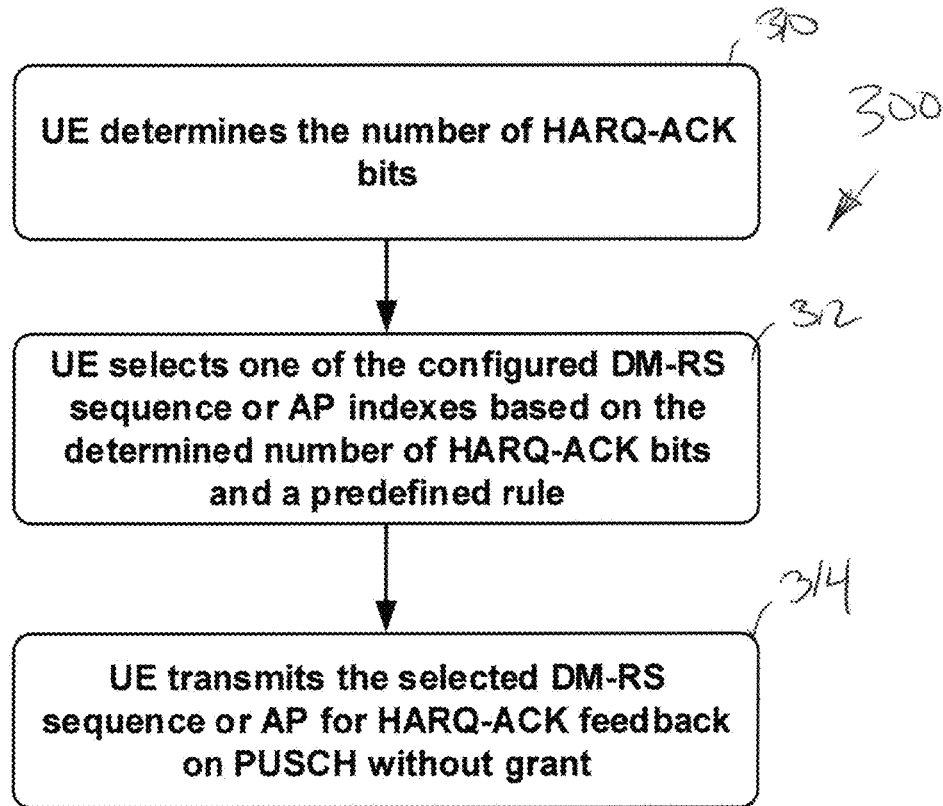 310
300
UE determines the number of HARQ-ACK
bits
312
UE selects one of the configured DM-RS
sequence or AP indexes based on the
determined number of HARQ-ACK bits
and a predefined rule
314
UE transmits the selected DM-RS
sequence or AP for HARQ-ACK feedback
on PUSCH without grant